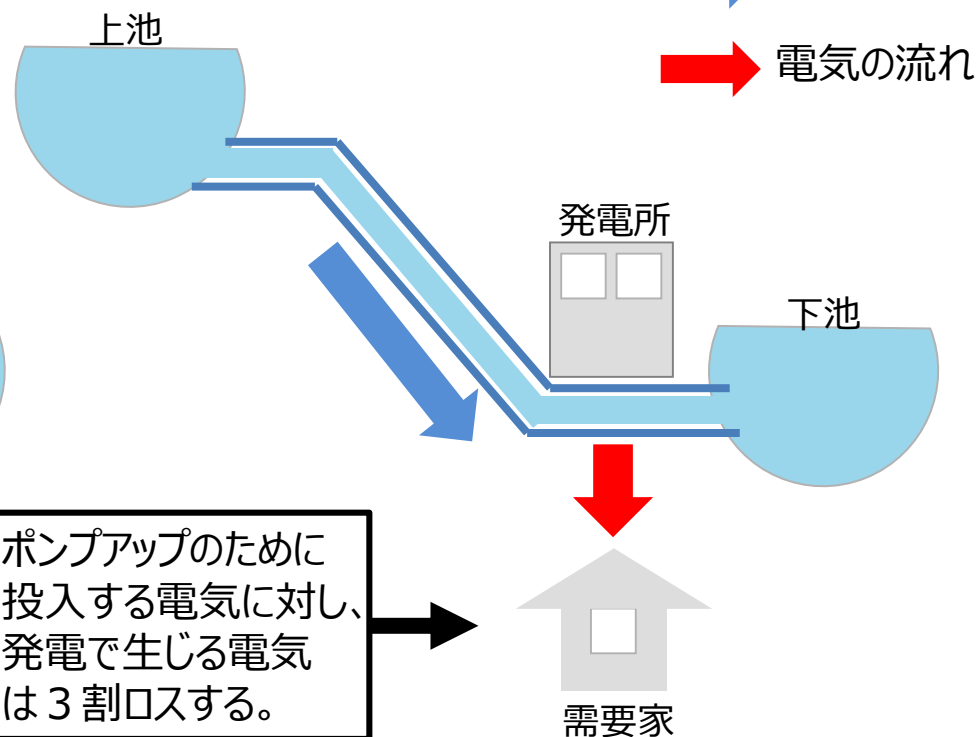 上池
電気の流れ
発電所
下池
ポンプアップのために
投入する電気に対し、
発電で生じる電気
は3割ロスする。
需要家